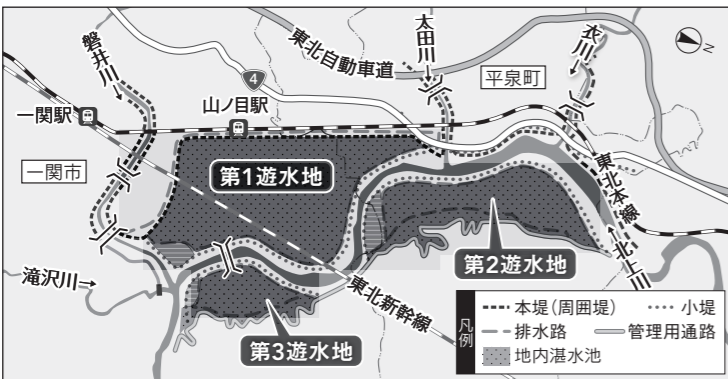 磐井川
東北自動車道
太田川
衣川
N
4
平泉町
一関駅
山ノ目駅
一関市
第1遊水地
東北本線
北上川
第2遊水地
滝沢川
東北新幹線
第3遊水地
凡例
本堤(周囲堤)
小堤
排水路
管理用通路
地内湛水池